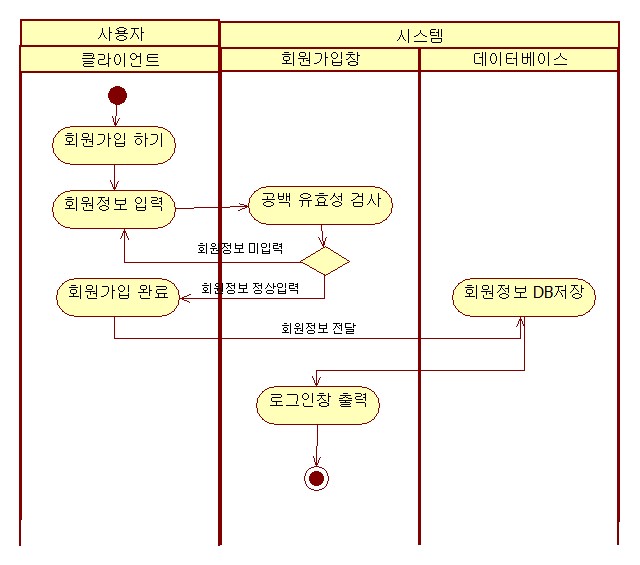 사용자
시스템
클라이언트
회원가입창
데이터베이스
회원가입 하기
회원정보 입력
공백 유효성 검사
회원정보 미입력
회원정보 정상입력
회원가입 완료
회원정보 DB저장
회원정보 전달
로그인창 출력